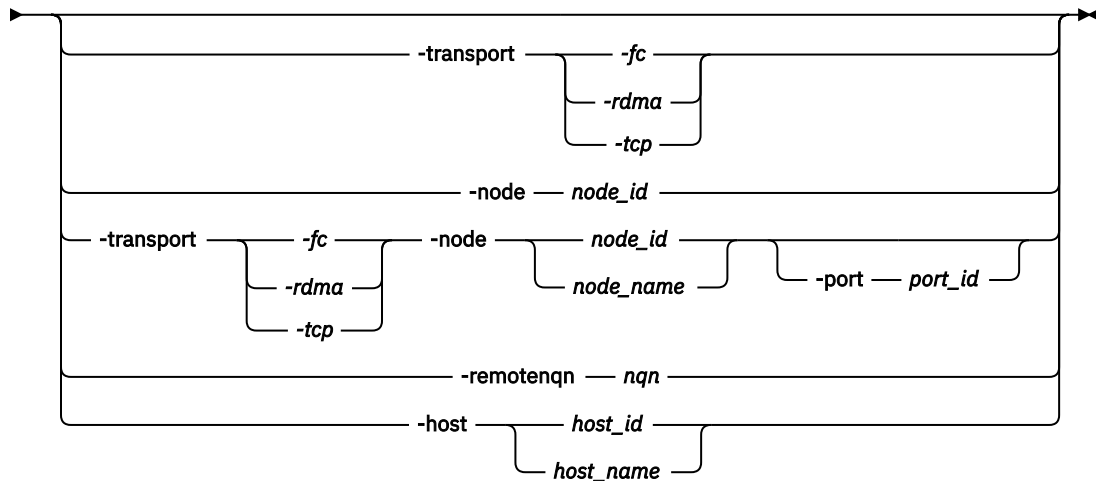 -transport -fc
-rdma
-tcp
-node node_id
-transport -fc -node node_id
-rdma node_name -port port_id
-tcp
-remotenqn nqn
-host host_id
host_name